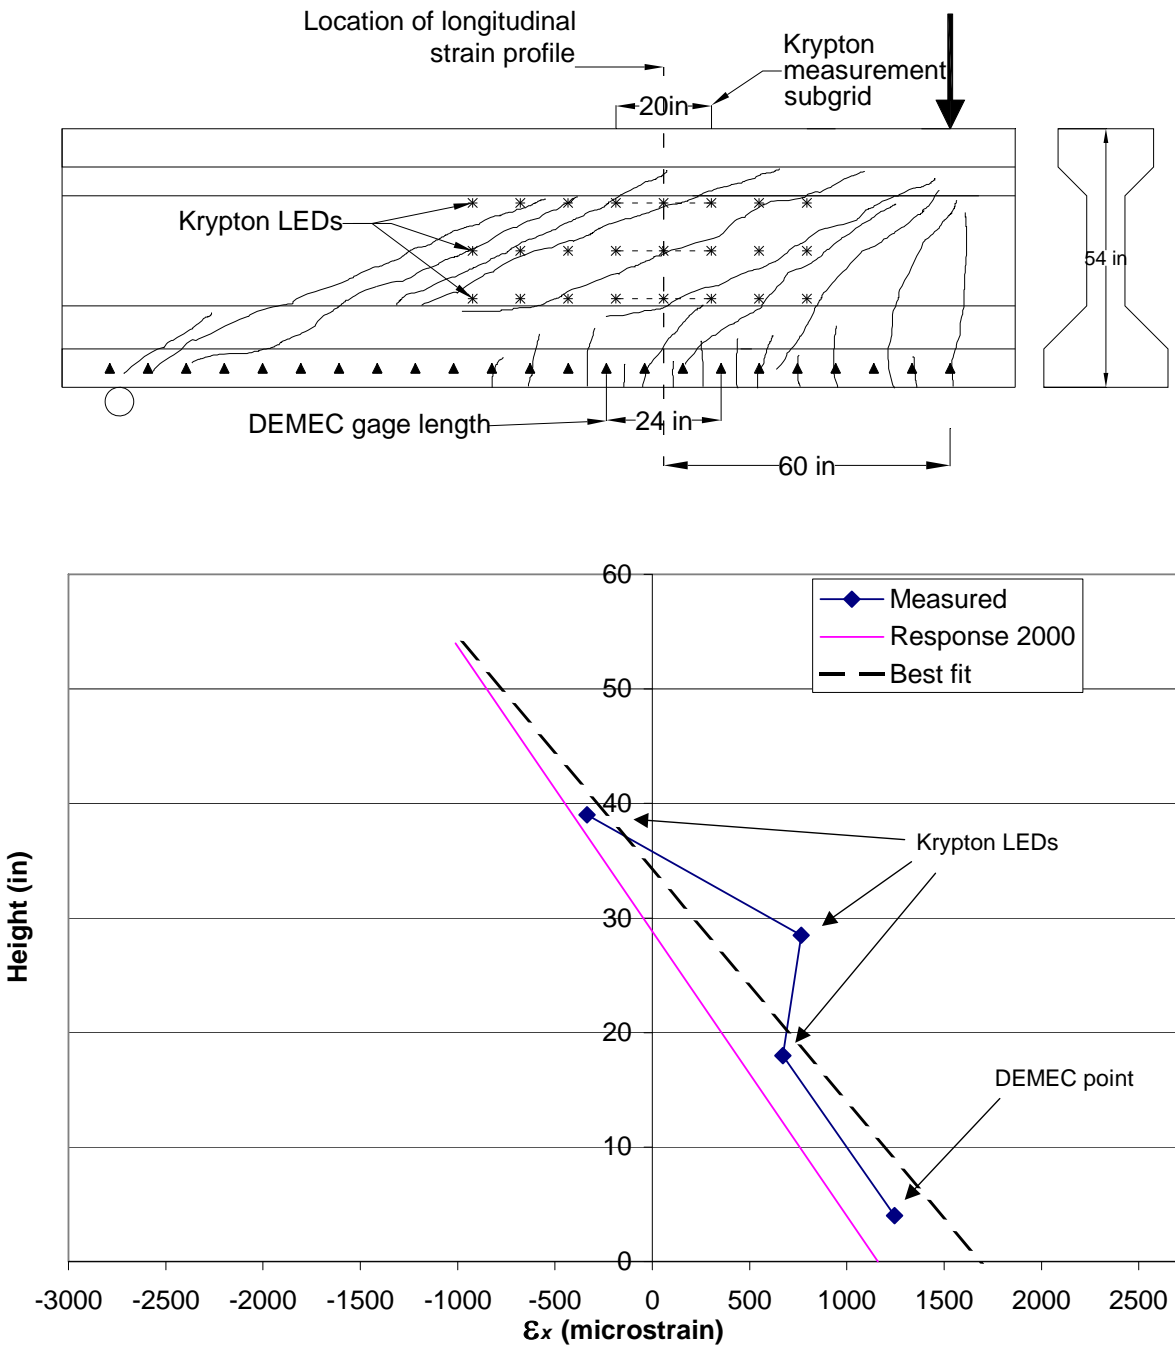 Location of longitudinal
strain profile
Krypton
measurement
subgrid
20in
Krypton LEDs
54 in
DEMEC gage length
24 in
60 in
60
50
40
30
20
10
0
Measured
Response 2000
Best fit
Krypton LEDs
DEMEC point
Height (in)
-3000 -2500 -2000 -1500 -1000 -500 0 500 1000 1500 2000 2500
εx (microstrain)